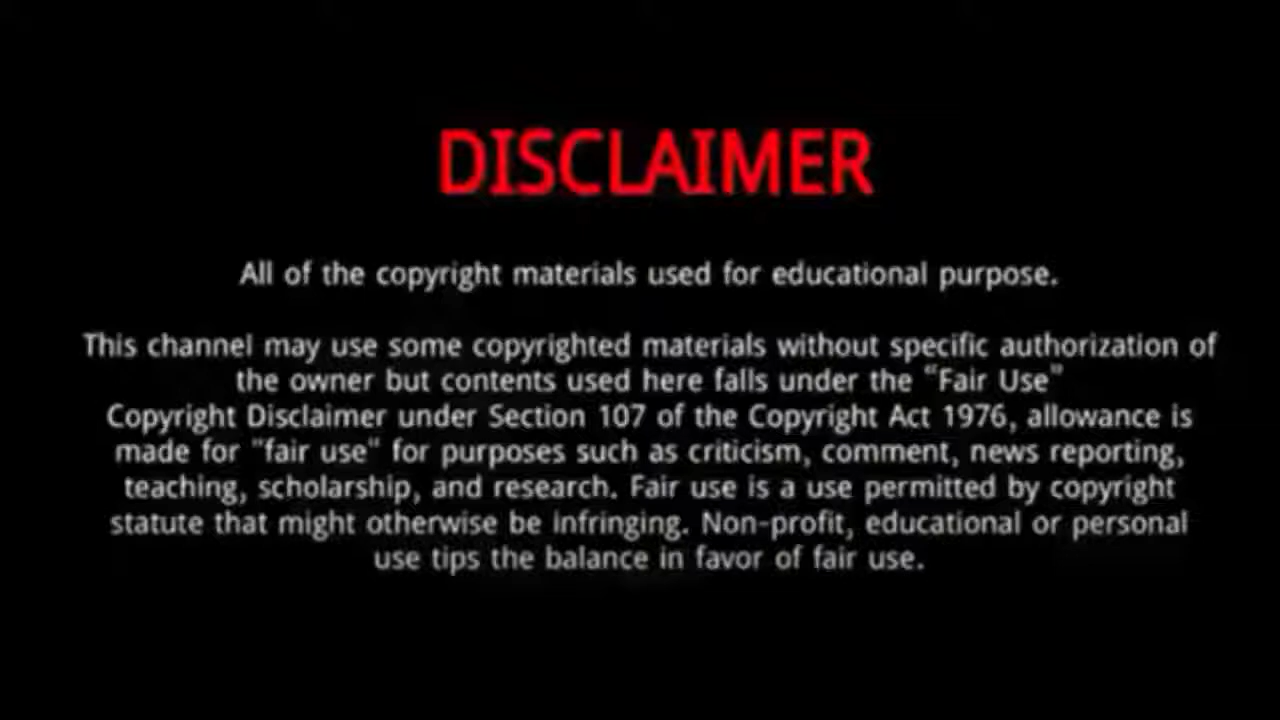 DISCLAIMER
All of the copyright materials used for educational purpose.
This channel may use some copyrighted materials without specific authorization of
the owner but contents used here falls under the “Fair Use”
Copyright Disclaimer under Section 107 of the Copyright Act 1976, allowance is
made for "fair use" for purposes such as criticism, comment, news reporting,
teaching, scholarship, and research. Fair use is a use permitted by copyright
statute that might otherwise be infringing. Non-profit, educational or personal
use tips the balance in favor of fair use.